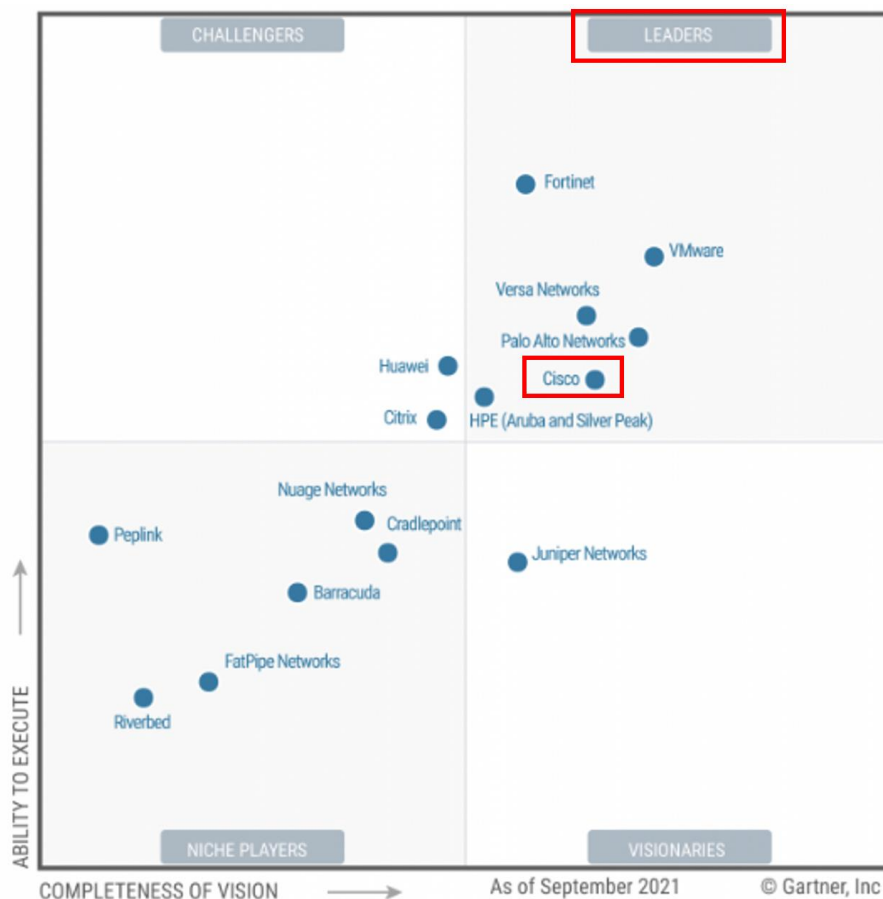 CHALLENGERS
LEADERS
Fortinet
VMware
Versa Networks
Palo Alto Networks
Huawei
Cisco
Citrix
HPE (Aruba and Silver Peak)
Nuage Networks
Cradlepoint
Peplink
Juniper Networks
Barracuda
FatPipe Networks
Riverbed
ABILITY TO EXECUTE
NICHE PLAYERS
VISIONARIES
COMPLETENESS OF VISION
As of September 2021
© Gartner, Inc